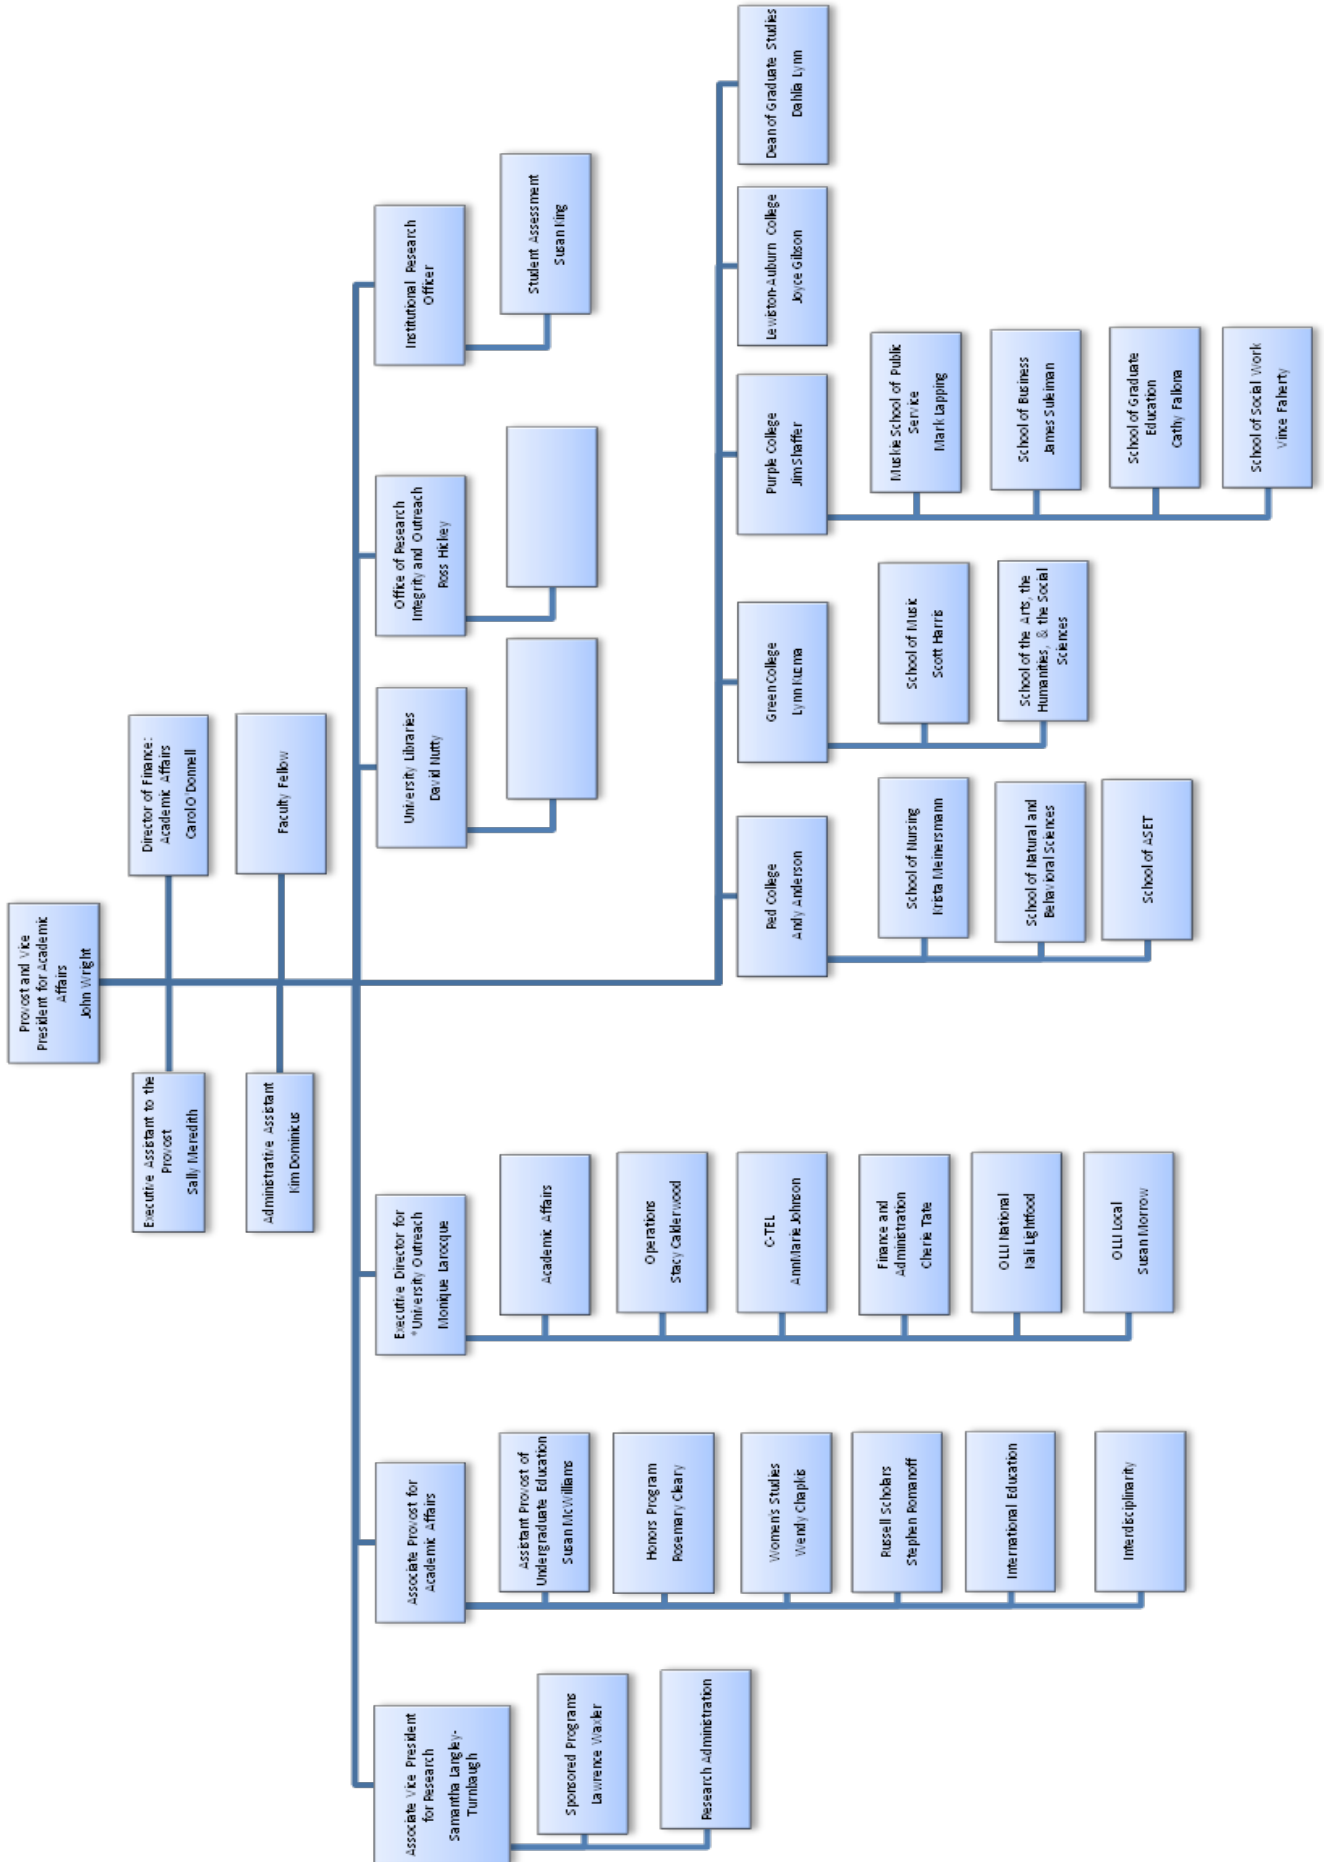 Provost and Vice
President for Academic
Affairs
John Wright
Executive Assistant to the
Provost
Sally Meredith
Director of Finance:
Academic Affairs
Carol O'Donnell
Administrative Assistant
Kim Dominicus
Faculty Fellow
Associate Vice President
for Research
Samantha Langley-
Turnbaugh
Sponsored Programs
Lawrence Waxler
Research Administration
Associate Provost for
Academic Affairs
Assistant Provost of
Undergraduate Education
Susan McWilliams
Honors Program
Rosemary Cleary
Women's Studies
Wendy Chapkis
Russell Scholars
Stephen Romanoff
International Education
Interdisciplinarity
Executive Director for
*University Outreach
Monique Larocque
Academic Affairs
Operations
Stacy Calderwood
C-TEL
AnnMarie Johnson
Finance and
Administration
Cherie Tate
OLLI National
Kali Lightfood
OLLI Local
Susan Morrow
University Libraries
David Nutty
Office of Research
Integrity and Outreach
Ross Hickey
Institutional Research
Officer
Student Assessment
Susan King
Red College
Andy Anderson
School of Nursing
Krista Meinersmann
School of Natural and
Behavioral Sciences
School of ASET
Green College
Lynn Kuzma
School of Music
Scott Harris
School of the Arts, the
Humanities, & the Social
Sciences
Purple College
Jim Shaffer
Muskie School of Public
Service
Mark Lapping
School of Business
James Suleiman
School of Graduate
Education
Cathy Fallona
School of Social Work
Vince Faherty
Lewiston-Auburn College
Joyce Gibson
Dean of Graduate Studies
Dahlia Lynn